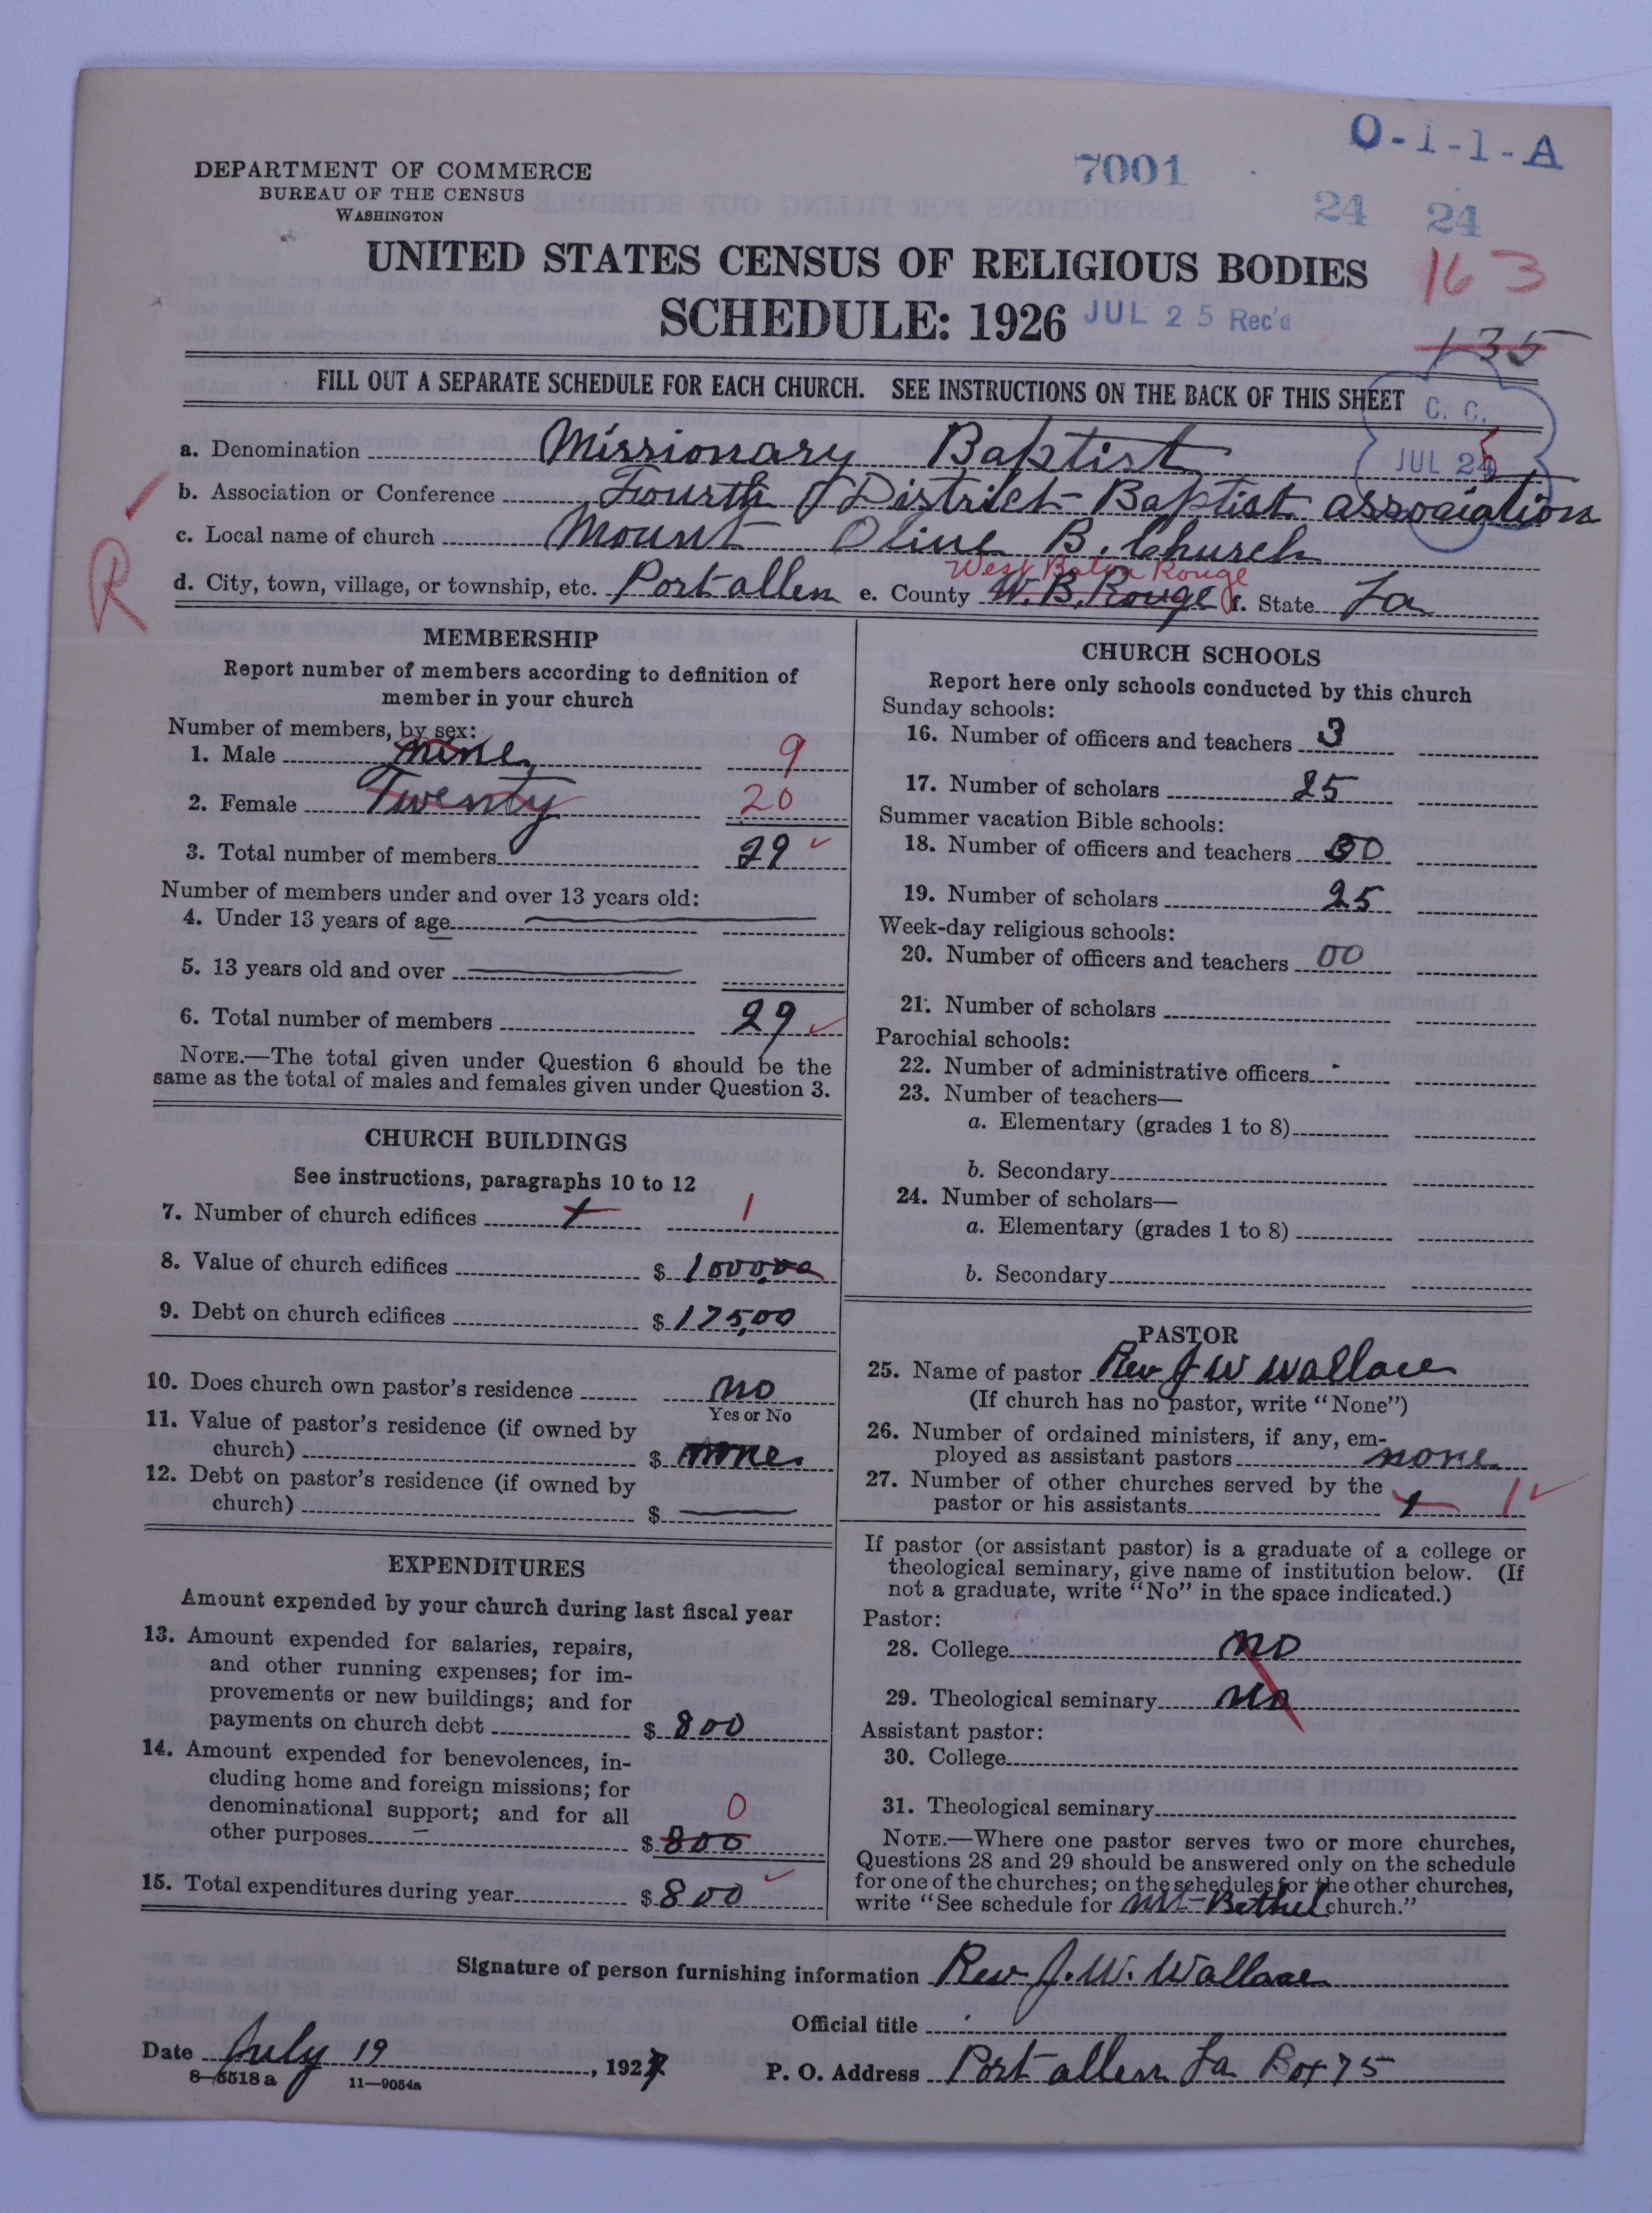 O-1-1-A
DEPARTMENT OF COMMERCE
BUREAU OF THE CENSUS
WASHINGTON
7001
24 24
UNITED STATES CENSUS OF RELIGIOUS BODIES
163
SCHEDULE: 1926
JUL 25 Rec'd
135
FILL OUT A SEPARATE SCHEDULE FOR EACH CHURCH. SEE INSTRUCTIONS ON THE BACK OF THIS SHEET
C. C.
JUL 25
a. Denomination Missionary Baptist
b. Association or Conference Fourth District Baptist association
c. Local name of church Mount Olive B. Church
R
West Baton Rouge
d. City, town, village, or township, etc. Port allen e. County W. B. Rouge f. State La
MEMBERSHIP
Report number of members according to definition of
member in your church
Number of members, by sex:
1. Male nine 9
2. Female Twenty 20
3. Total number of members 29
Number of members under and over 13 years old:
4. Under 13 years of age
5. 13 years old and over
6. Total number of members 29
NOTE.—The total given under Question 6 should be the
same as the total of males and females given under Question 3.
CHURCH BUILDINGS
See instructions, paragraphs 10 to 12
7. Number of church edifices 1 1
8. Value of church edifices $ 1000,00
9. Debt on church edifices $ 175,00
10. Does church own pastor's residence no
Yes or No
11. Value of pastor's residence (if owned by
church) $ none
12. Debt on pastor's residence (if owned by
church) $
EXPENDITURES
Amount expended by your church during last fiscal year
13. Amount expended for salaries, repairs,
and other running expenses; for im-
provements or new buildings; and for
payments on church debt $ 800
14. Amount expended for benevolences, in-
cluding home and foreign missions; for
denominational support; and for all 0
other purposes $ 800
15. Total expenditures during year $ 800
CHURCH SCHOOLS
Report here only schools conducted by this church
Sunday schools:
16. Number of officers and teachers 3
17. Number of scholars 25
Summer vacation Bible schools:
18. Number of officers and teachers 00
19. Number of scholars 25
Week-day religious schools:
20. Number of officers and teachers 00
21. Number of scholars
Parochial schools:
22. Number of administrative officers
23. Number of teachers—
a. Elementary (grades 1 to 8)
b. Secondary
24. Number of scholars—
a. Elementary (grades 1 to 8)
b. Secondary
PASTOR
25. Name of pastor Rev J W Wallace
(If church has no pastor, write "None")
26. Number of ordained ministers, if any, em-
ployed as assistant pastors none
27. Number of other churches served by the
pastor or his assistants 1 1
If pastor (or assistant pastor) is a graduate of a college or
theological seminary, give name of institution below. (If
not a graduate, write "No" in the space indicated.)
Pastor:
28. College no
29. Theological seminary no
Assistant pastor:
30. College
31. Theological seminary
NOTE.—Where one pastor serves two or more churches,
Questions 28 and 29 should be answered only on the schedule
for one of the churches; on the schedules for the other churches,
write "See schedule for Mt-Bethel church."
Signature of person furnishing information Rev J. W. Wallace
Official title
Date July 19, 1927
8—5518a 11—9054a
P. O. Address Port allen La Box 75